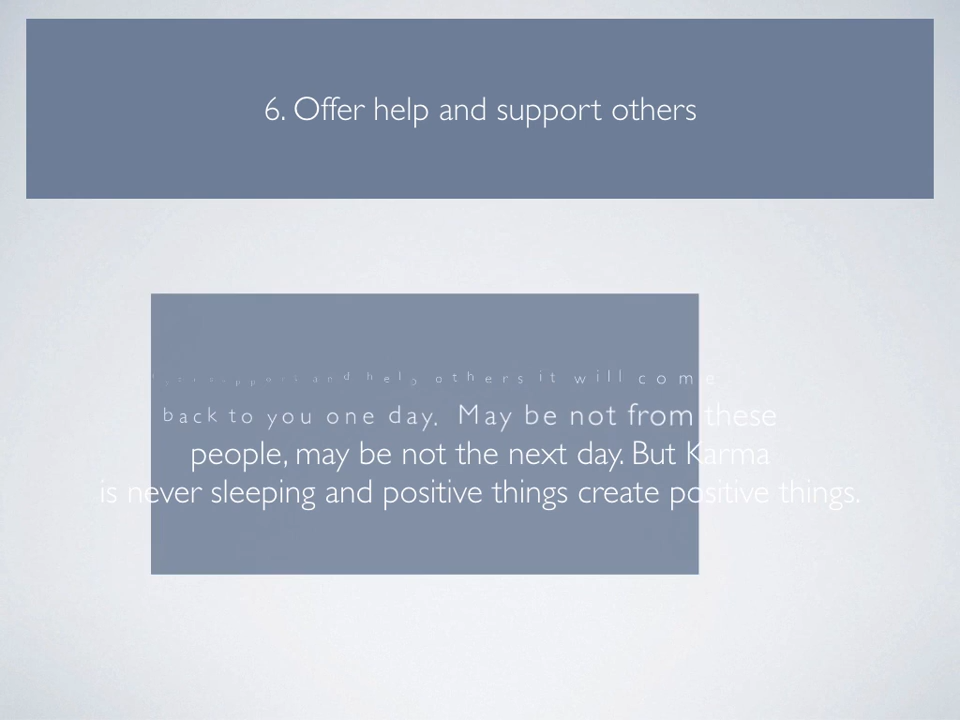 6. Offer help and support others
support and help others it will come
back to you one day. May be not from these
people, may be not the next day. But Karma
is never sleeping and positive things create positive things.